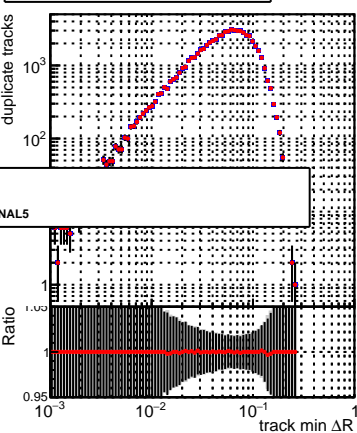 duplicate tracks
10³
10²
NAL5
1
Ratio
1.05
1
0.95
10⁻³ 10⁻² 10⁻¹ 1
track min ΔR